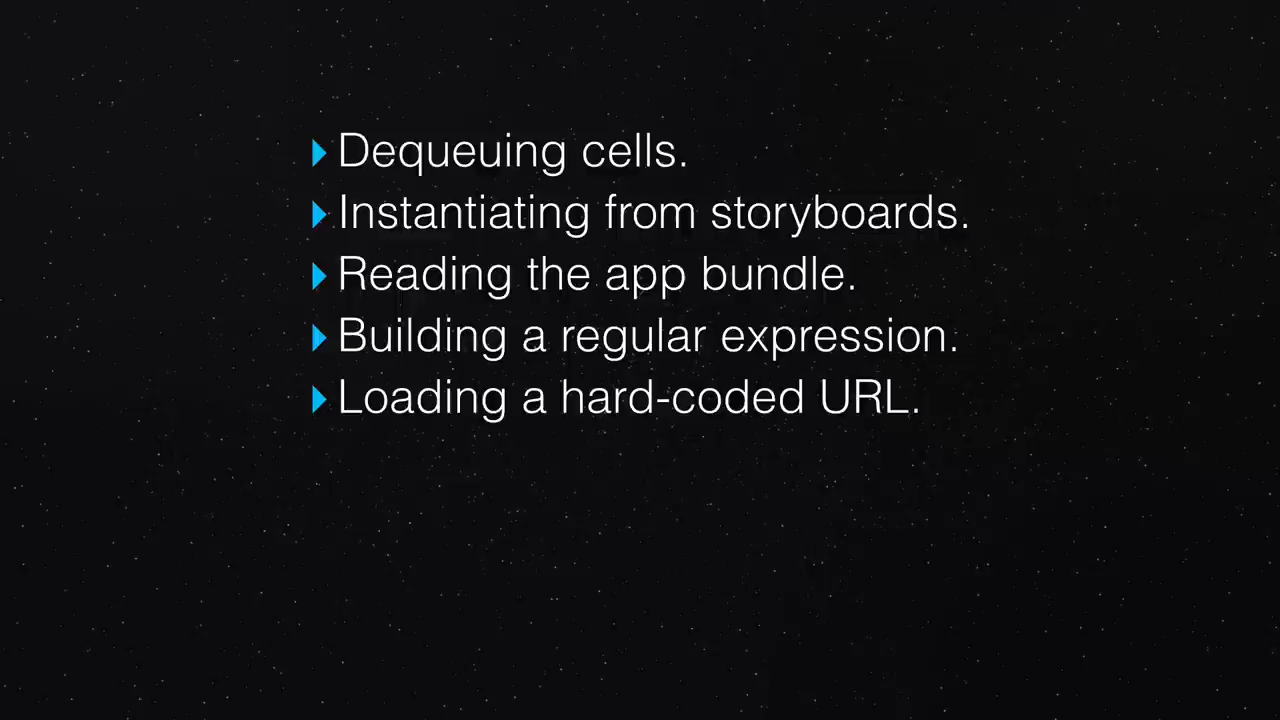 Dequeuing cells.
Instantiating from storyboards.
Reading the app bundle.
Building a regular expression.
Loading a hard-coded URL.